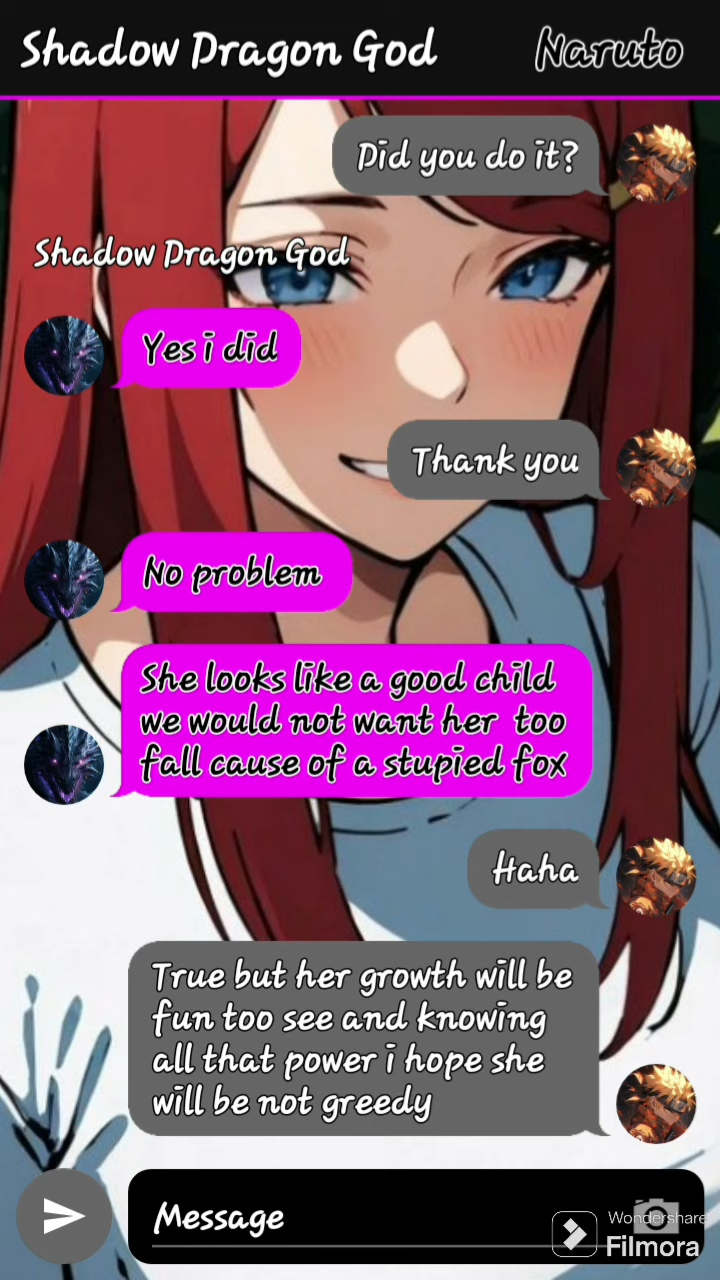 Shadow Dragon God
Naruto
Did you do it?
Shadow Dragon God
Yes i did
Thank you
No problem
She looks like a good child
we would not want her too
fall cause of a stupied fox
Haha
True but her growth will be
fun too see and knowing
all that power i hope she
will be not greedy
Message
Wondershare
Filmora